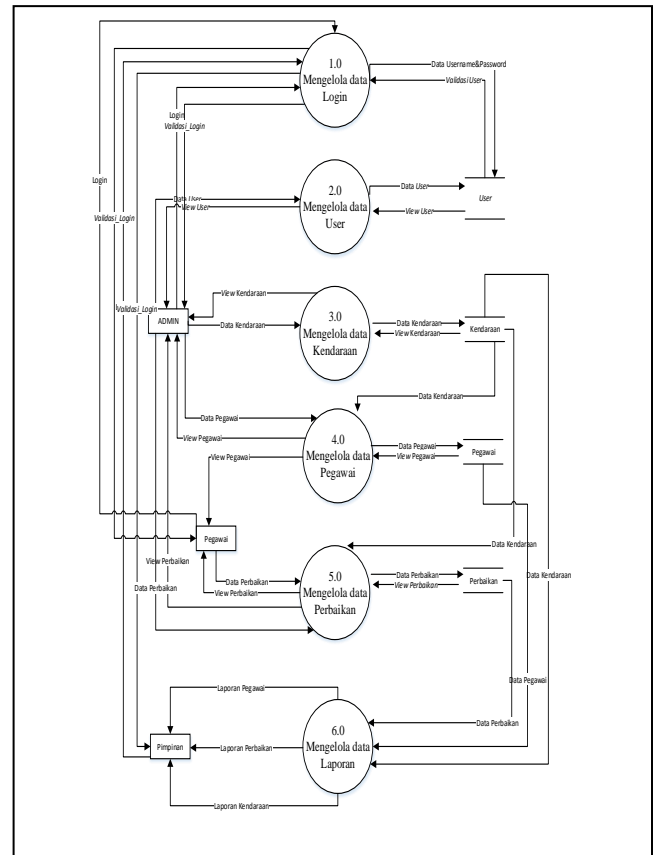 1.0
Mengelola data
Login
Data Username&Password
Validasi User
Login
Validasi_Login
Login
Validasi_Login
Validasi_Login
2.0
Mengelola data
User
Data User
View User
Data User
View User
User
View Kendaraan
ADMIN
Data Kendaraan
3.0
Mengelola data
Kendaraan
Data Kendaraan
View Kendaraan
Kendaraan
Data Kendaraan
Data Pegawai
View Pegawai
View Pegawai
4.0
Mengelola data
Pegawai
Data Pegawai
View Pegawai
Pegawai
Pegawai
Data Kendaraan
Data Kendaraan
View Perbaikan
Data Perbaikan
Data Perbaikan
View Perbaikan
5.0
Mengelola data
Perbaikan
Data Perbaikan
View Perbaikan
Perbaikan
Data Pegawai
Laporan Pegawai
Data Perbaikan
Pimpinan
Laporan Perbaikan
6.0
Mengelola data
Laporan
Laporan Kendaraan